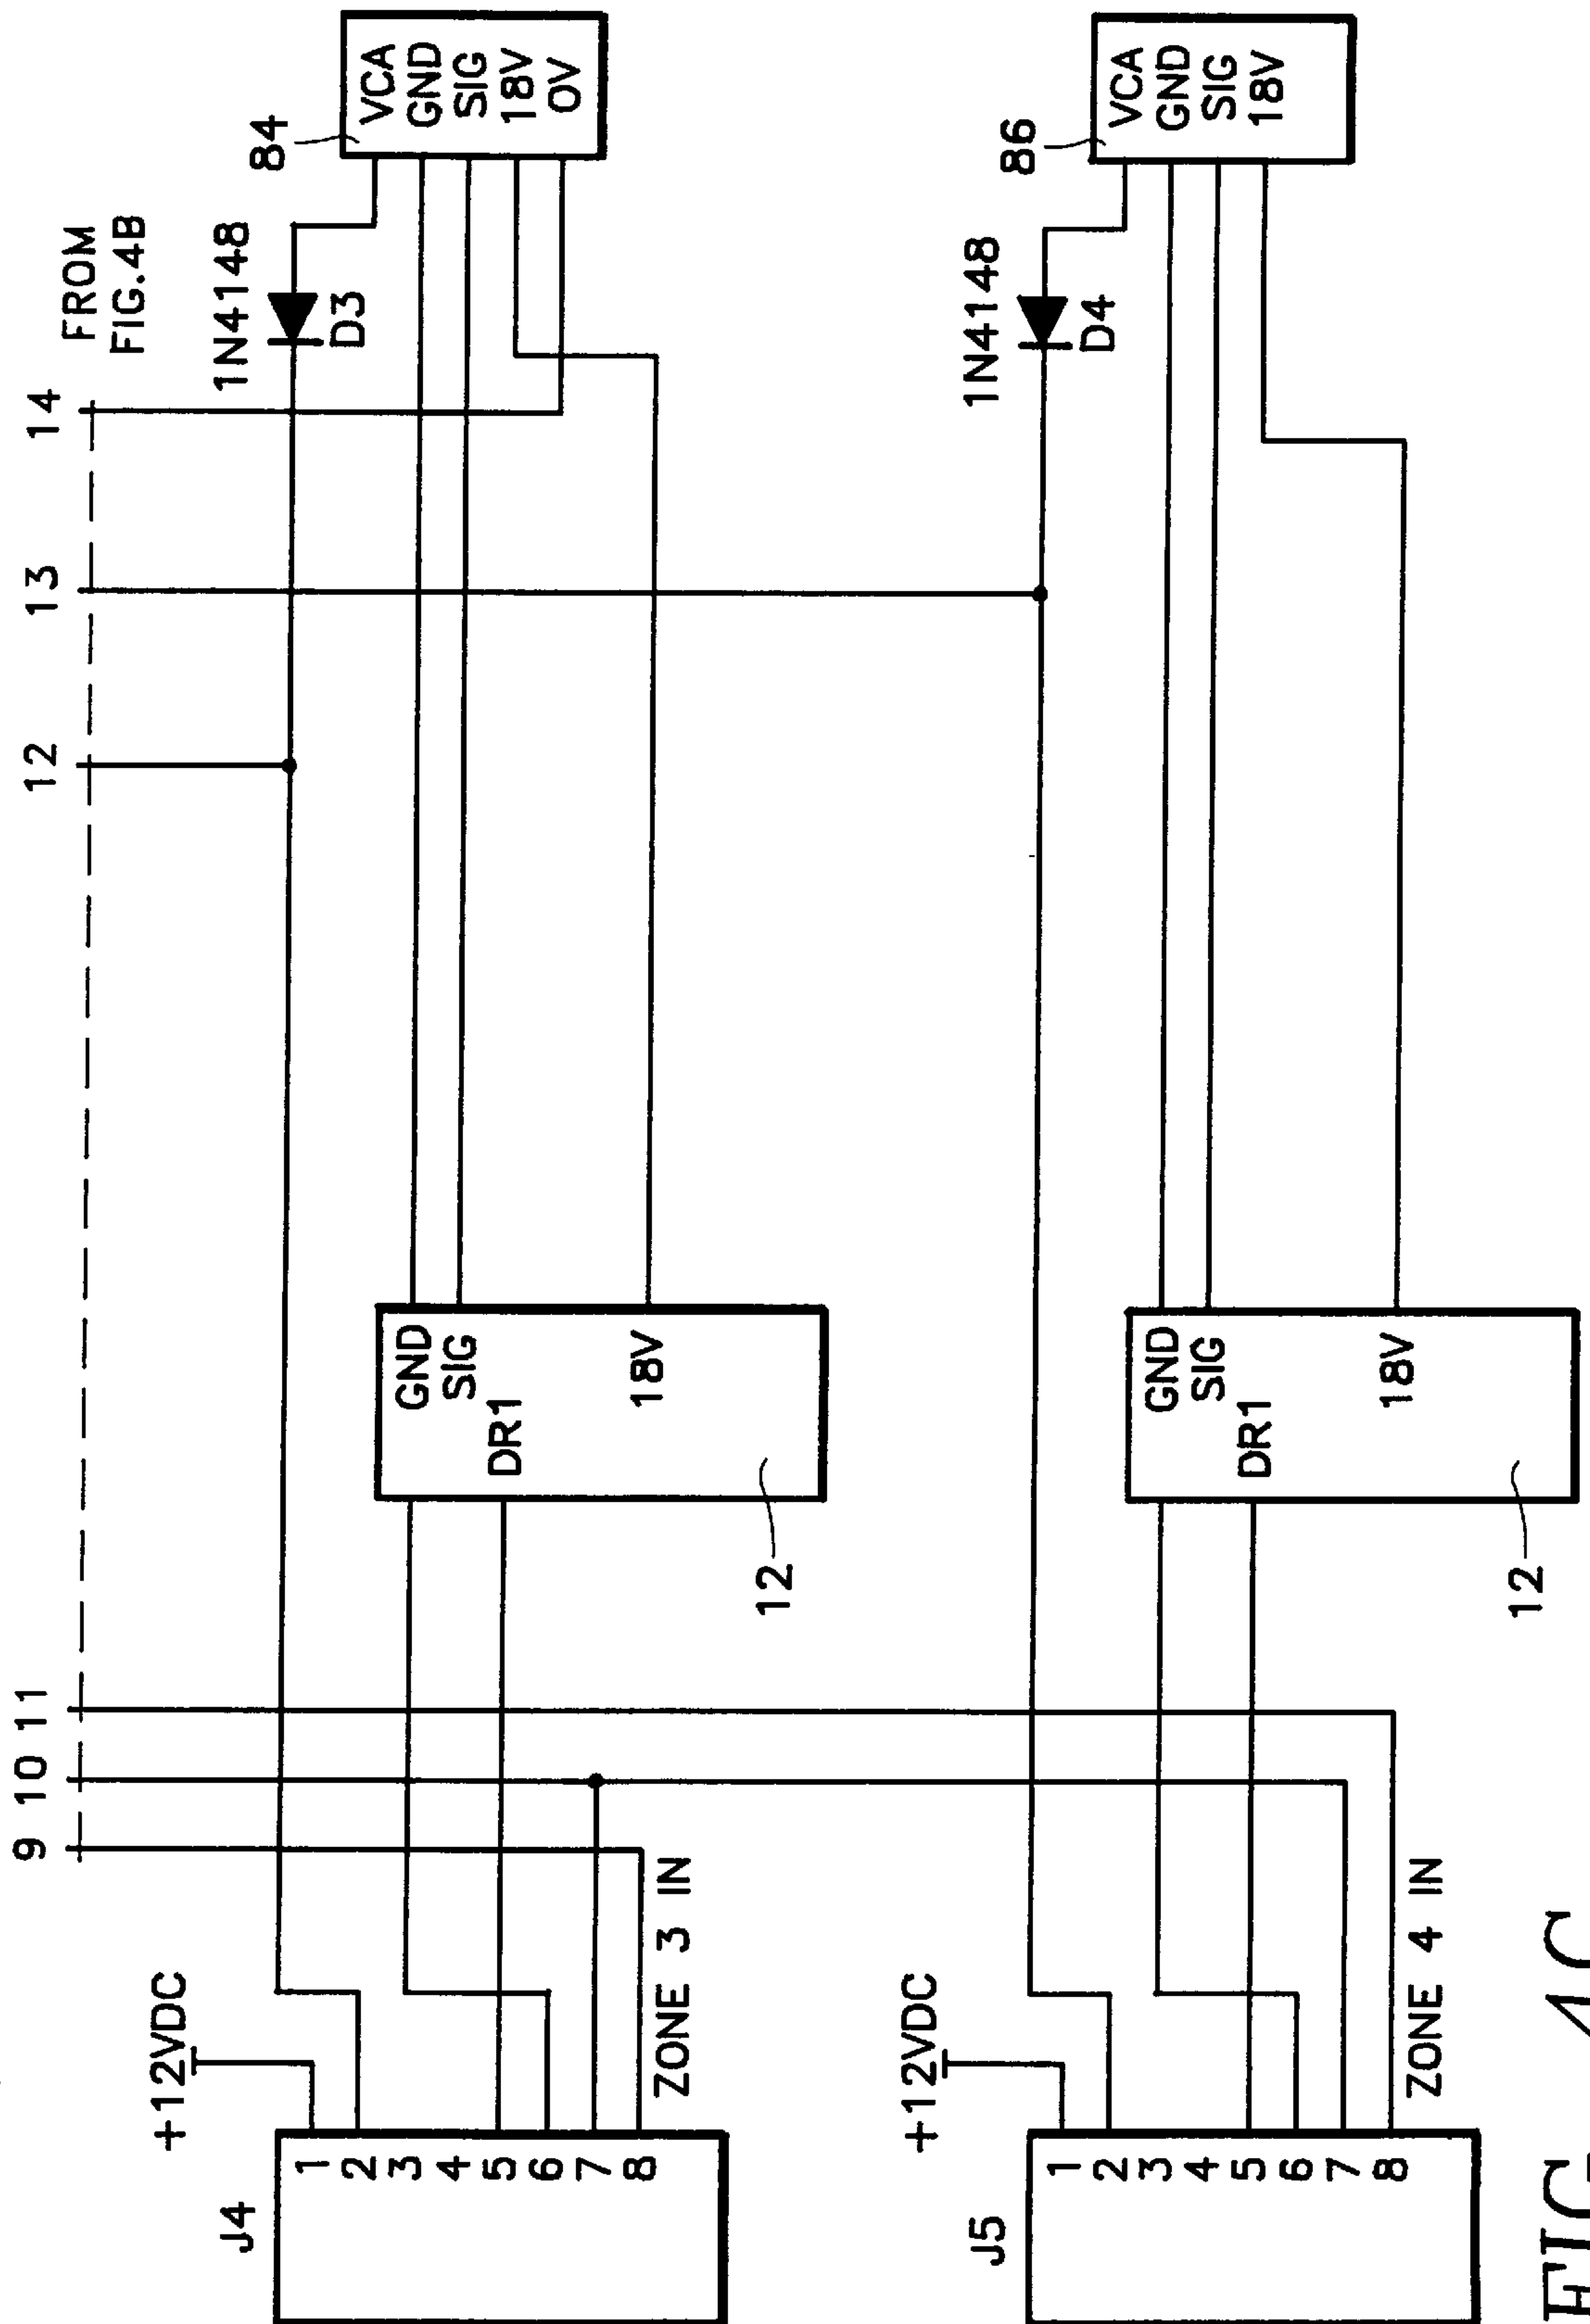 FROM
FIG.4B
9 10 11 12 13 14
+12VDC
J4
1
2
3
4
5
6
7
8
ZONE 3 IN
GND
SIG
DR1
18V
12
1N4148
D3
84
VCA
GND
SIG
18V
0V
+12VDC
J5
1
2
3
4
5
6
7
8
ZONE 4 IN
GND
SIG
DR1
18V
12
1N4148
D4
86
VCA
GND
SIG
18V
FIG. 4C